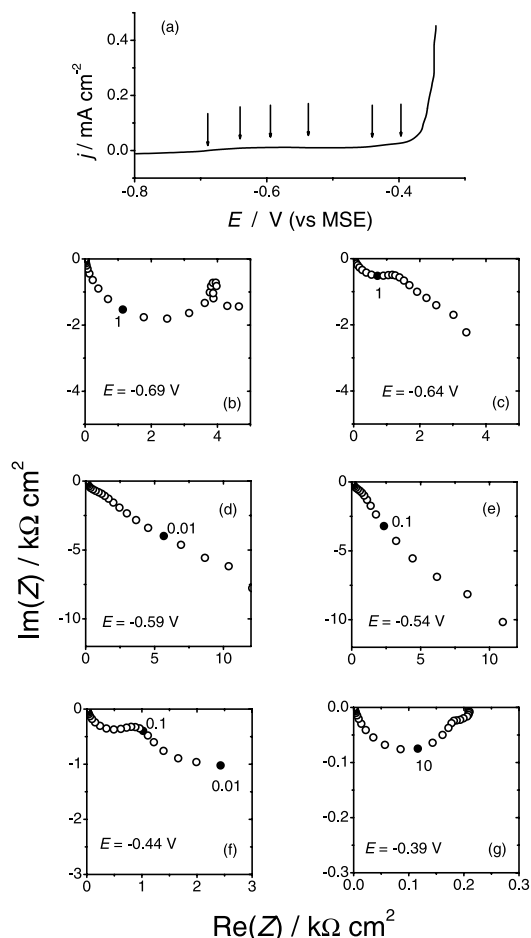 (a)
0.4
0.2
0.0
j / mA cm⁻²
-0.8 -0.6 -0.4
E / V (vs MSE)
0
-2
-4
1
E = -0.69 V
(b)
0 2 4
0
-2
-4
1
E = -0.64 V
(c)
0 2 4
0
-5
-10
(d)
0.01
E = -0.59 V
0 5 10
0
-5
-10
(e)
0.1
E = -0.54 V
0 5 10
Im(Z) / kΩ cm²
0
-1
-2
-3
0.1
0.01
E = -0.44 V
(f)
0 1 2 3
0.0
-0.1
-0.2
-0.3
10
E = -0.39 V
(g)
0.0 0.1 0.2 0.3
Re(Z) / kΩ cm²